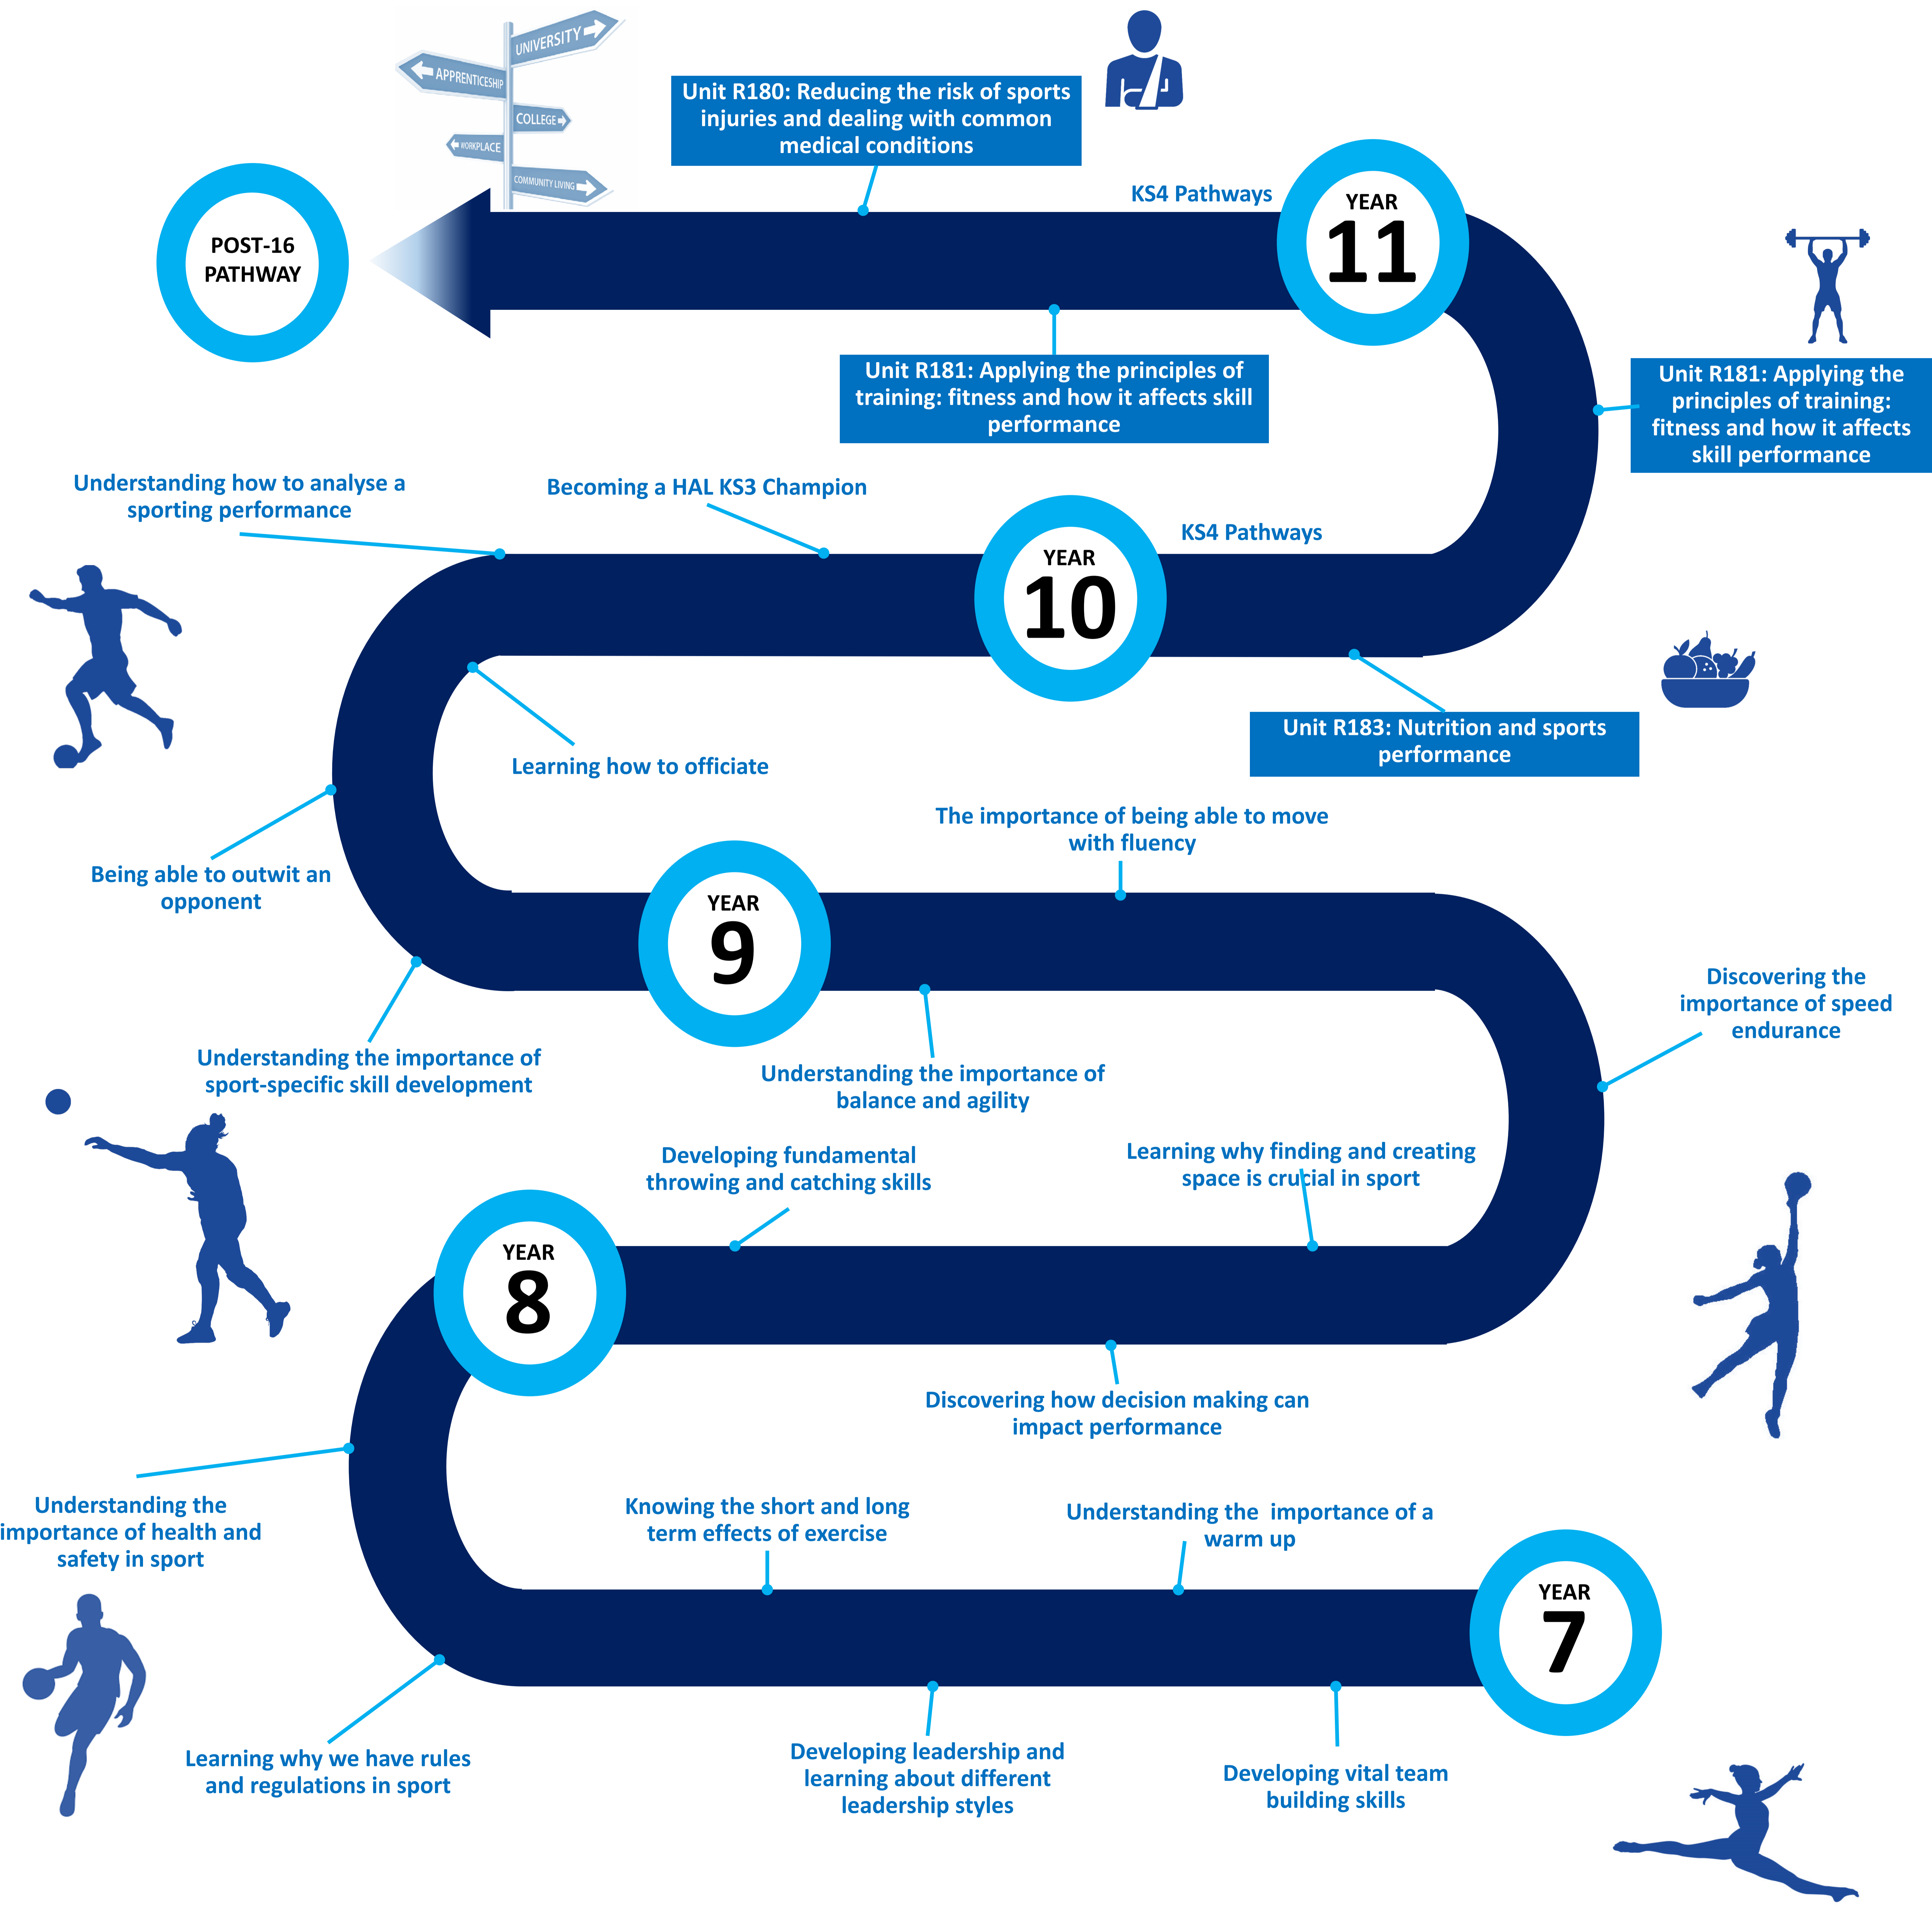 UNIVERSITY
APPRENTICESHIP
COLLEGE
WORKPLACE
COMMUNITY LIVING
Unit R180: Reducing the risk of sports
injuries and dealing with common
medical conditions
KS4 Pathways
YEAR
11
POST-16
PATHWAY
Unit R181: Applying the principles of
training: fitness and how it affects skill
performance
Unit R181: Applying the
principles of training:
fitness and how it affects
skill performance
Understanding how to analyse a
sporting performance
Becoming a HAL KS3 Champion
KS4 Pathways
YEAR
10
Unit R183: Nutrition and sports
performance
Learning how to officiate
Being able to outwit an
opponent
The importance of being able to move
with fluency
YEAR
9
Understanding the importance of
sport-specific skill development
Understanding the importance of
balance and agility
Discovering the
importance of speed
endurance
Developing fundamental
throwing and catching skills
Learning why finding and creating
space is crucial in sport
YEAR
8
Discovering how decision making can
impact performance
Understanding the
importance of health and
safety in sport
Knowing the short and long
term effects of exercise
Understanding the  importance of a
warm up
YEAR
7
Learning why we have rules
and regulations in sport
Developing leadership and
learning about different
leadership styles
Developing vital team
building skills